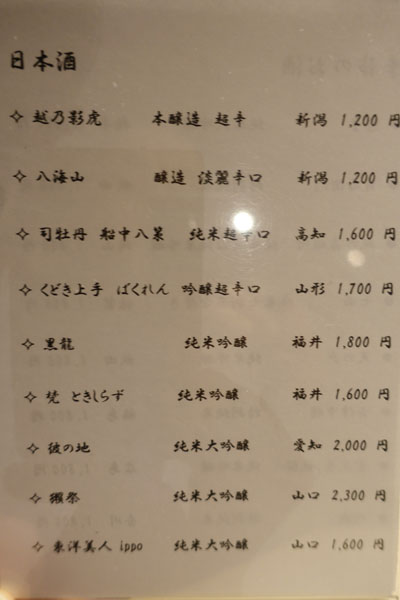 日本酒
✧ 越乃影虎 本醸造 超辛 新潟 1,200 円
✧ 八海山 醸造 淡麗辛口 新潟 1,200 円
✧ 司牡丹 船中八策 純米超辛口 高知 1,600 円
✧ くどき上手 ばくれん 吟醸超辛口 山形 1,700 円
✧ 黒龍 純米吟醸 福井 1,800 円
✧ 梵 ときしらず 純米吟醸 福井 1,600 円
✧ 彼の地 純米大吟醸 愛知 2,000 円
✧ 獺祭 純米大吟醸 山口 2,300 円
✧ 東洋美人 ippo 純米大吟醸 山口 1,600 円